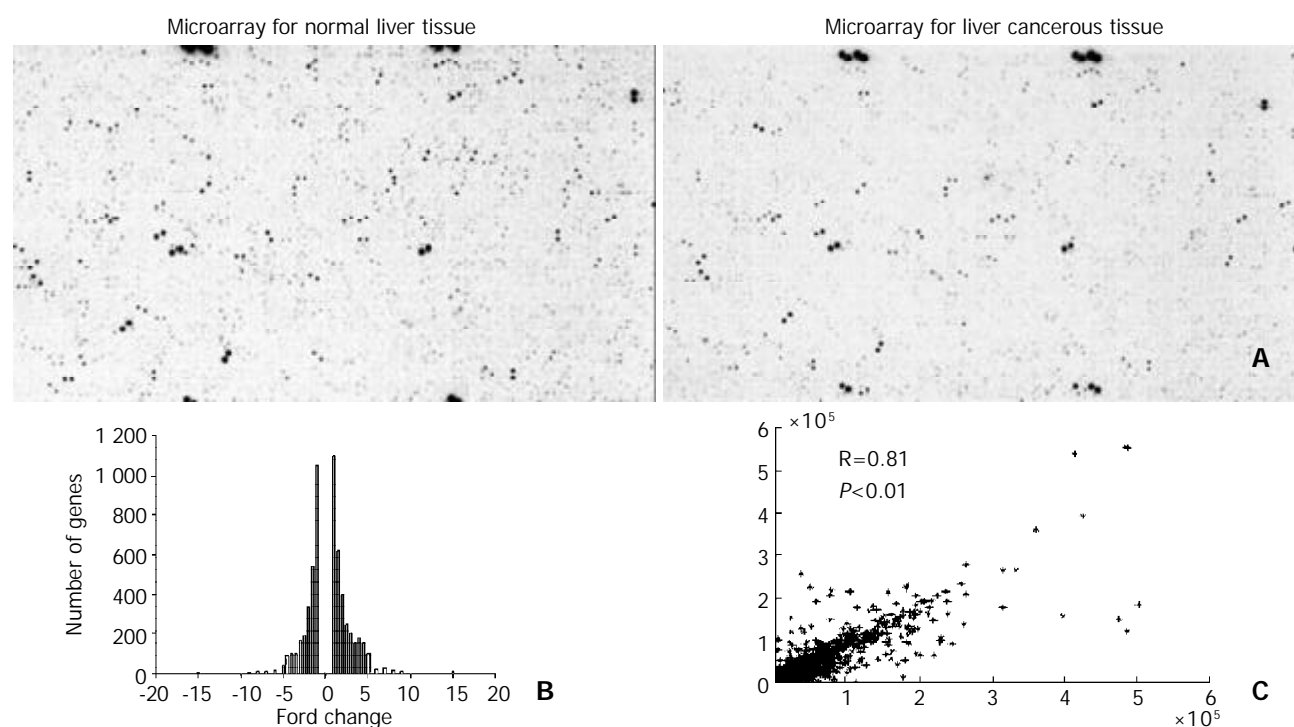 Microarray for normal liver tissue
Microarray for liver cancerous tissue
A
1 200
1 000
800
600
400
200
0
Number of genes
-20 -15 -10 -5 0 5 10 15 20
Ford change
B
×10⁵
6
5
4
3
2
1
0
R=0.81
P<0.01
1 2 3 4 5 6
×10⁵
C